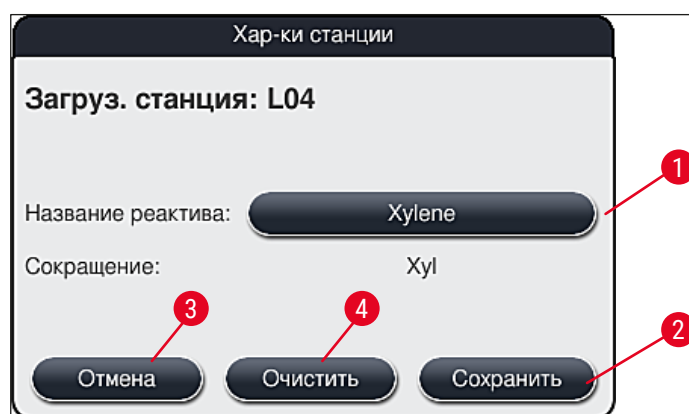 Хар-ки станции
Загруз. станция: L04
1
Название реактива: Xylene
Сокращение: Xyl
3 4 2
Отмена Очистить Сохранить